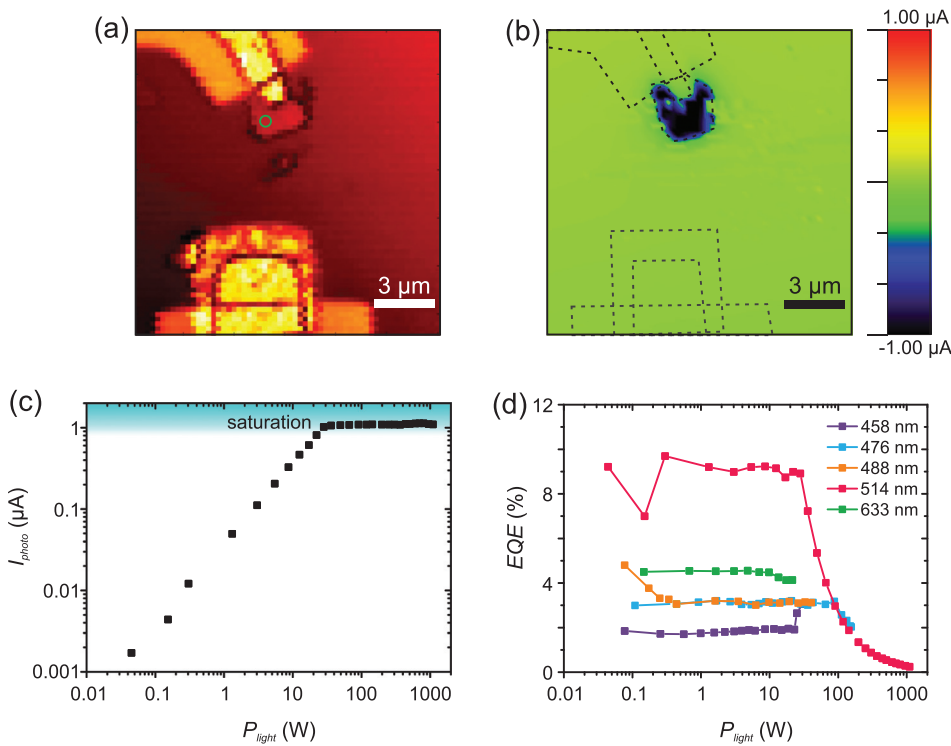 (a)
3 µm
(b)
3 µm
1.00 µA
-1.00 µA
(c)
saturation
1
0.1
0.01
0.001
I_photo (µA)
0.01 0.1 1 10 100 1000
P_light (W)
(d)
12
8
4
0
EQE (%)
458 nm
476 nm
488 nm
514 nm
633 nm
0.01 0.1 1 10 100 1000
P_light (W)